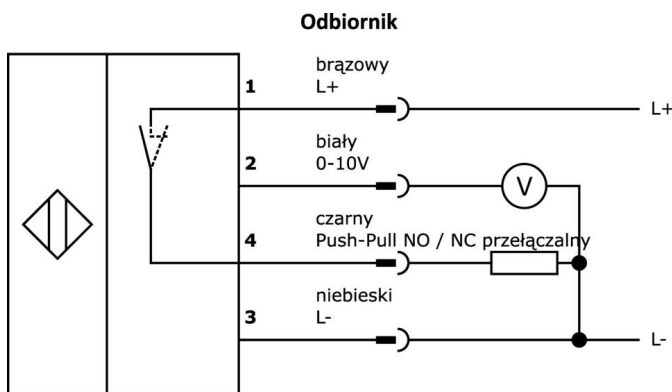 Odbiornik
brązowy
1 L+
L+
biały
2 0-10V
V
czarny
4 Push-Pull NO / NC przełączalny
niebieski
3 L-
L-